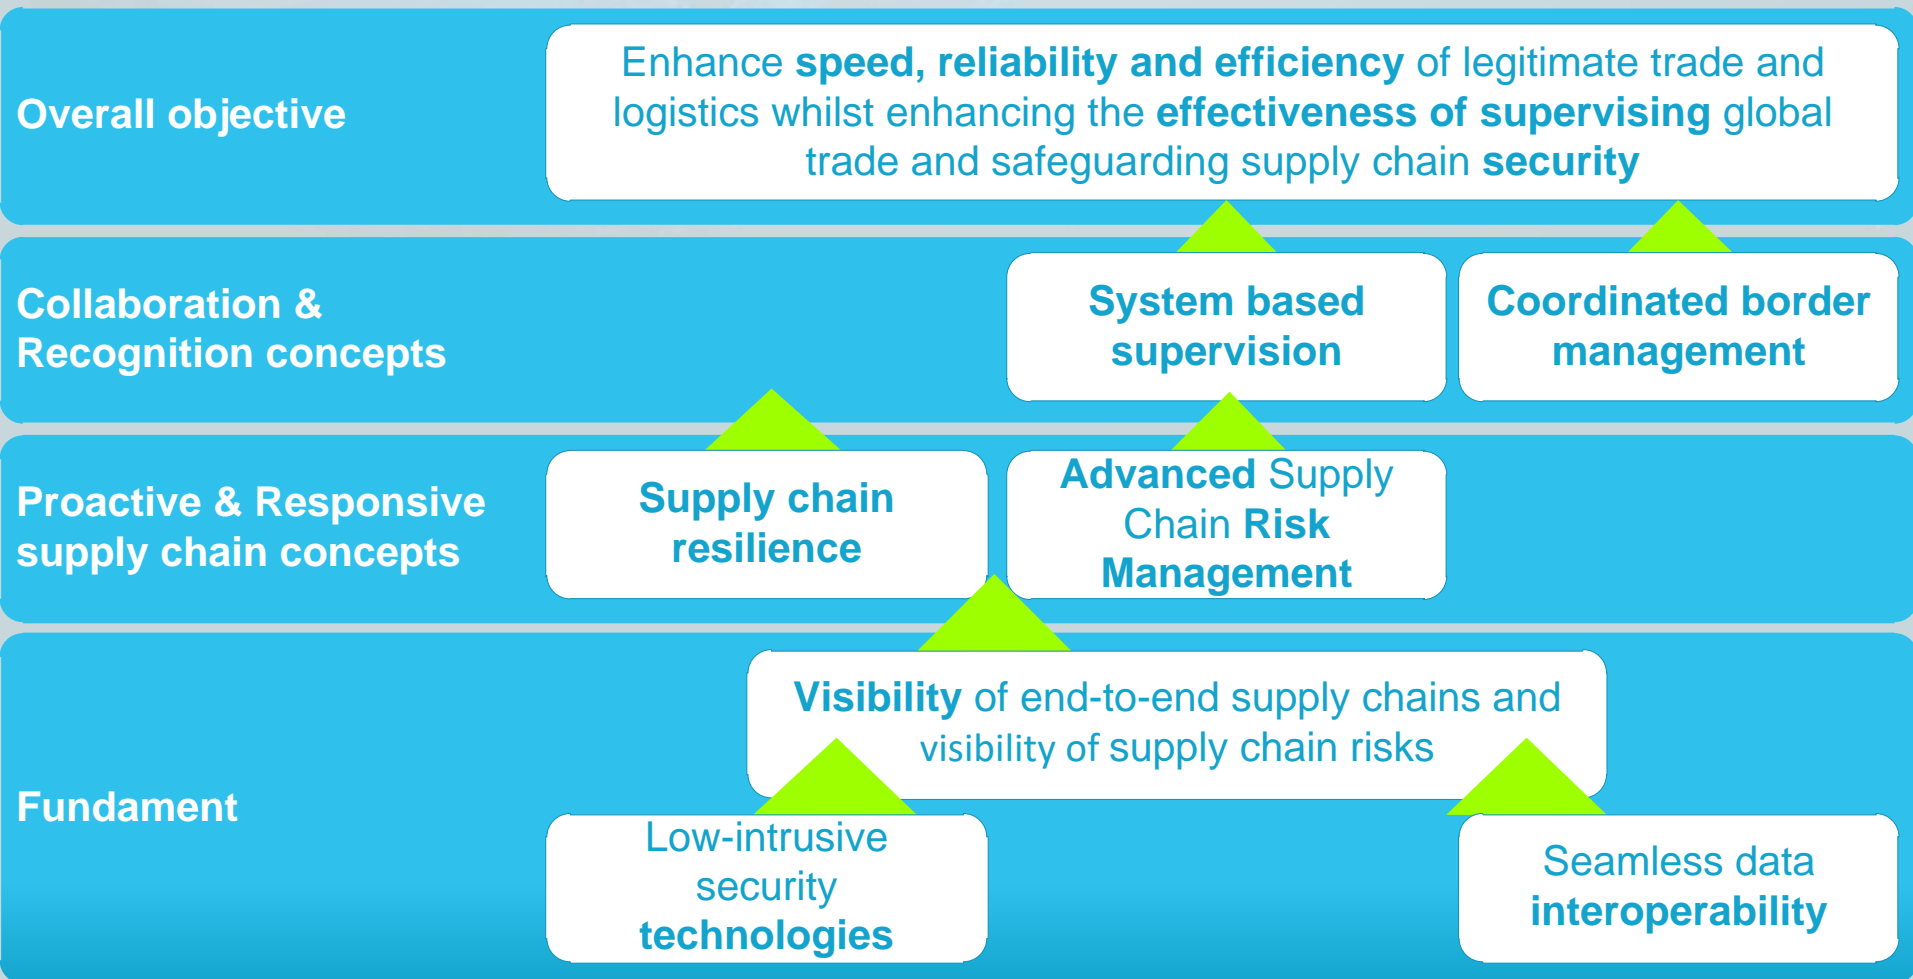 Overall objective
Enhance speed, reliability and efficiency of legitimate trade and
logistics whilst enhancing the effectiveness of supervising global
trade and safeguarding supply chain security
Collaboration &
Recognition concepts
System based
supervision
Coordinated border
management
Proactive & Responsive
supply chain concepts
Supply chain
resilience
Advanced Supply
Chain Risk
Management
Fundament
Visibility of end-to-end supply chains and
visibility of supply chain risks
Low-intrusive
security
technologies
Seamless data
interoperability